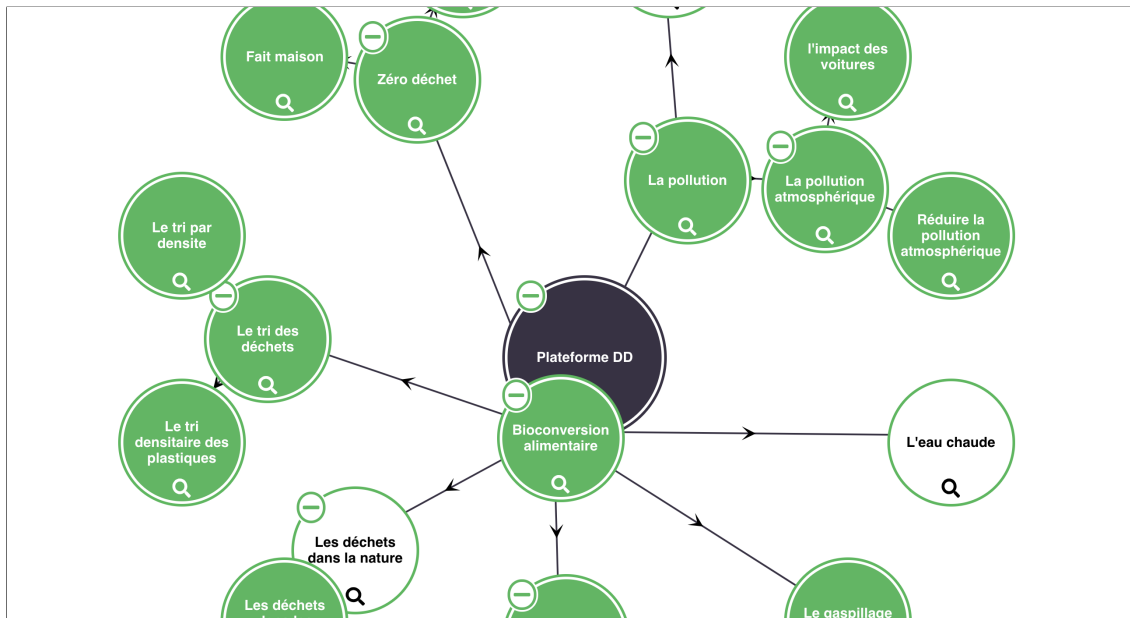 Fait maison
Zéro déchet
l'impact des
voitures
La pollution
La pollution
atmosphérique
Réduire la
pollution
atmosphérique
Le tri par
densite
Le tri des
déchets
Plateforme DD
Le tri
densitaire des
plastiques
Bioconversion
alimentaire
L'eau chaude
Les déchets
dans la nature
Les déchets
Le gaspillage